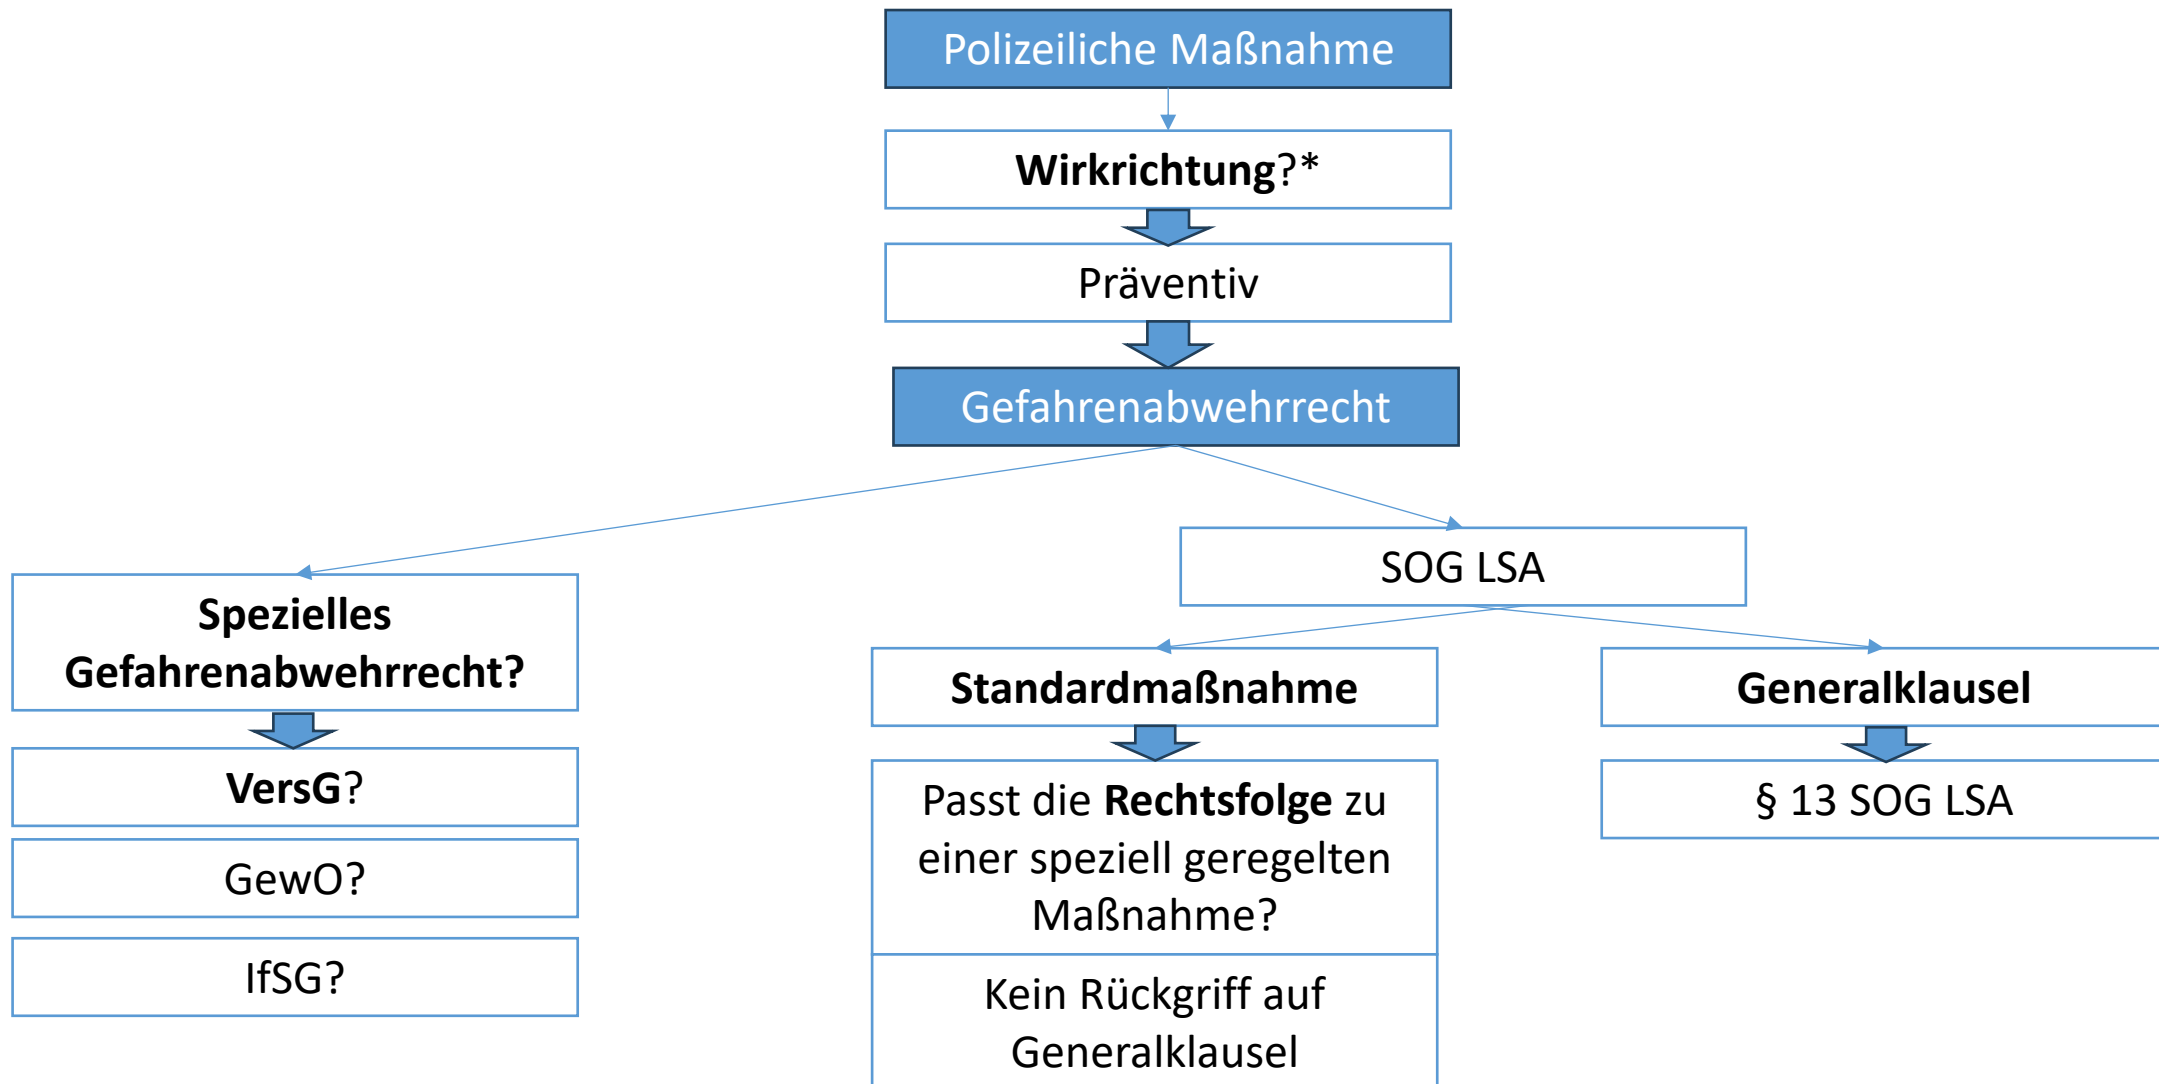 Polizeiliche Maßnahme
Wirkrichtung?*
Präventiv
Gefahrenabwehrrecht
SOG LSA
Spezielles
Gefahrenabwehrrecht?
VersG?
GewO?
IfSG?
Standardmaßnahme
Passt die Rechtsfolge zu
einer speziell geregelten
Maßnahme?
Kein Rückgriff auf
Generalklausel
Generalklausel
§ 13 SOG LSA